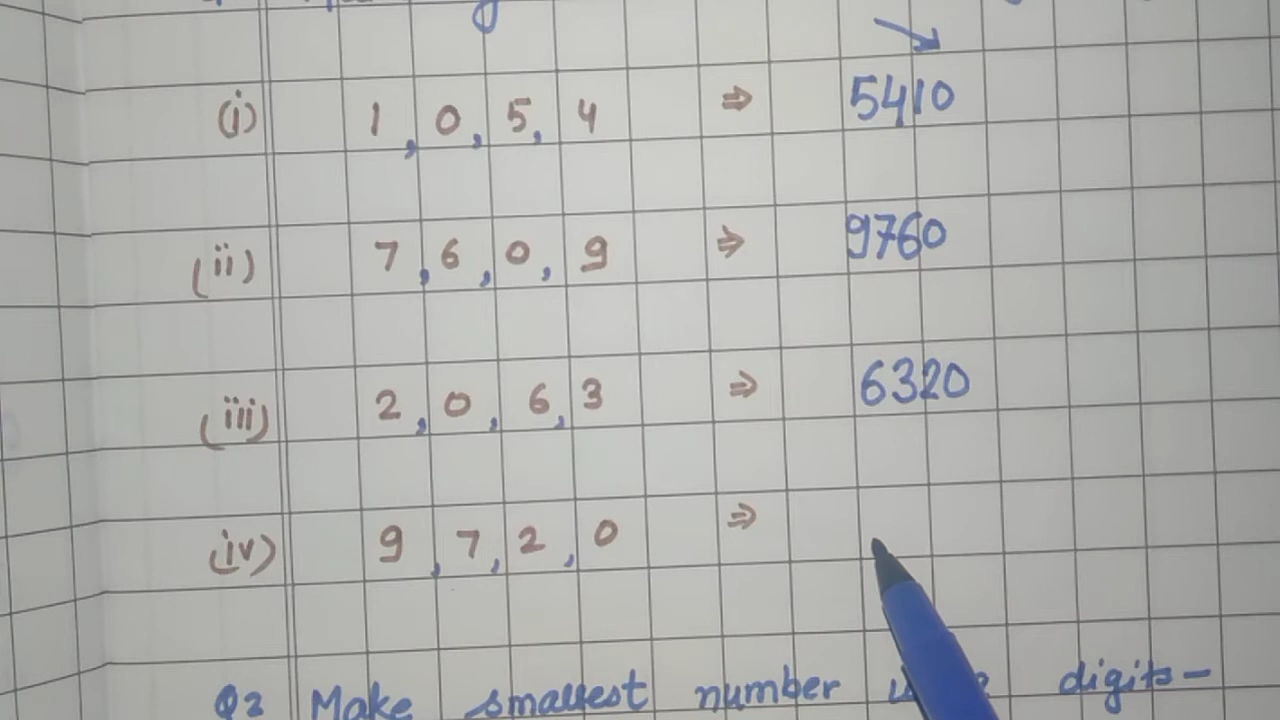 (i) 1, 0, 5, 4 ⇒ 5410
(ii) 7, 6, 0, 9 ⇒ 9760
(iii) 2, 0, 6, 3 ⇒ 6320
(iv) 9, 7, 2, 0 ⇒
Q2 Make smallest number digits-